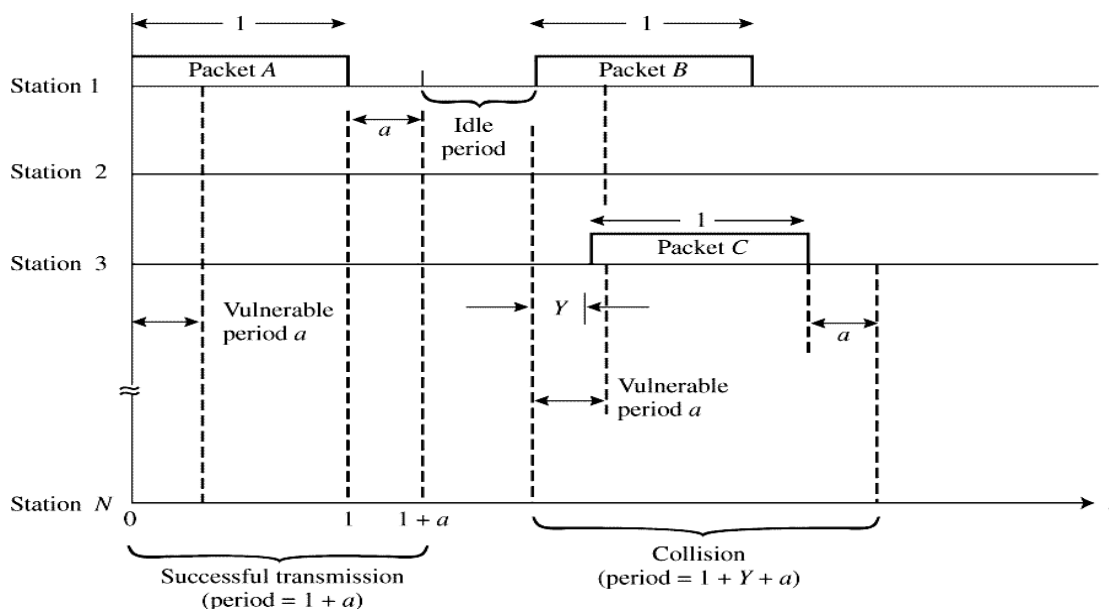 1
1
Packet A
Packet B
Station 1
a
Idle
period
Station 2
1
Packet C
Station 3
Vulnerable
period a
Y
a
Vulnerable
period a
Station N
0
1
1 + a
Successful transmission
(period = 1 + a)
Collision
(period = 1 + Y + a)